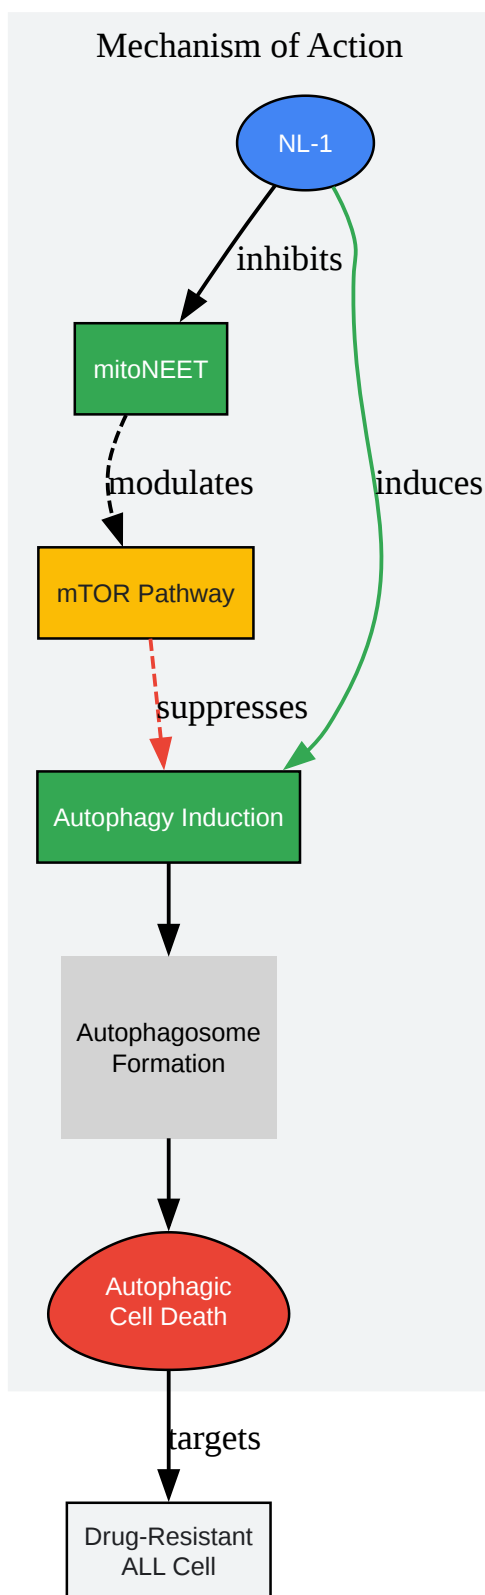 Mechanism of Action
NL-1
inhibits
mitoNEET
modulates
induces
mTOR Pathway
suppresses
Autophagy Induction
Autophagosome
Formation
Autophagic
Cell Death
targets
Drug-Resistant
ALL Cell